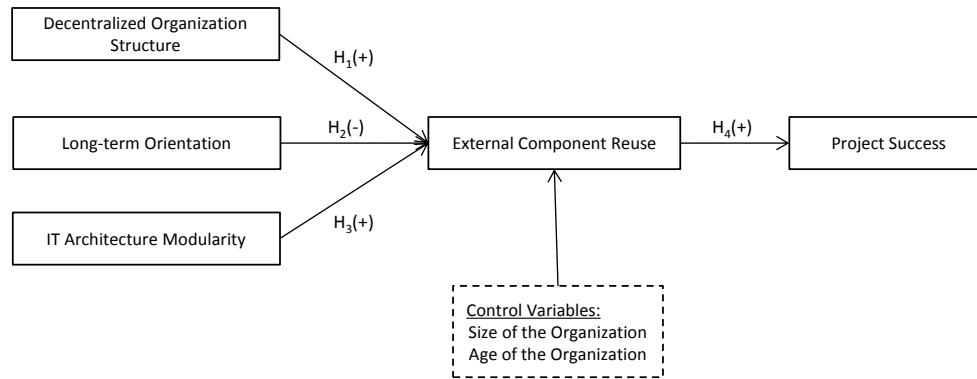 Decentralized Organization
Structure
H₁(+)
Long-term Orientation
H₂(-)
External Component Reuse
H₄(+)
Project Success
IT Architecture Modularity
H₃(+)
Control Variables:
Size of the Organization
Age of the Organization